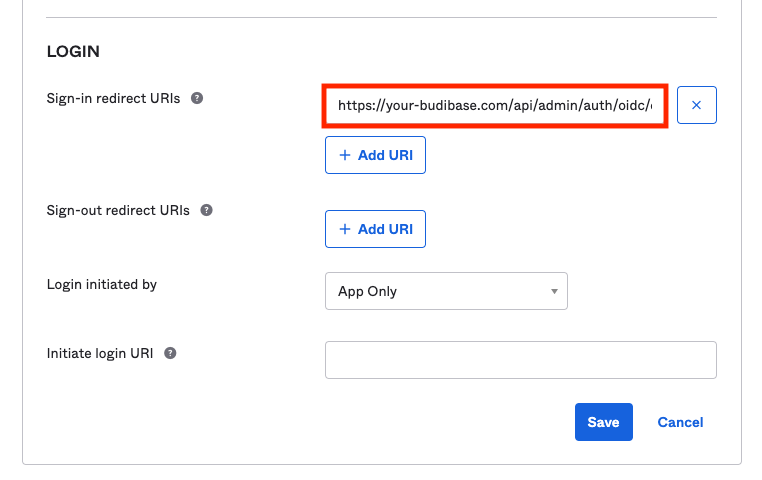 LOGIN
Sign-in redirect URIs ?
https://your-budibase.com/api/admin/auth/oidc/
+ Add URI
Sign-out redirect URIs ?
+ Add URI
Login initiated by
App Only
Initiate login URI ?
Save Cancel